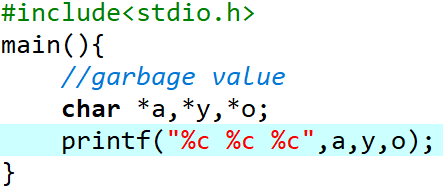 #include<stdio.h>
main(){
    //garbage value
    char *a,*y,*o;
    printf("%c %c %c",a,y,o);
}